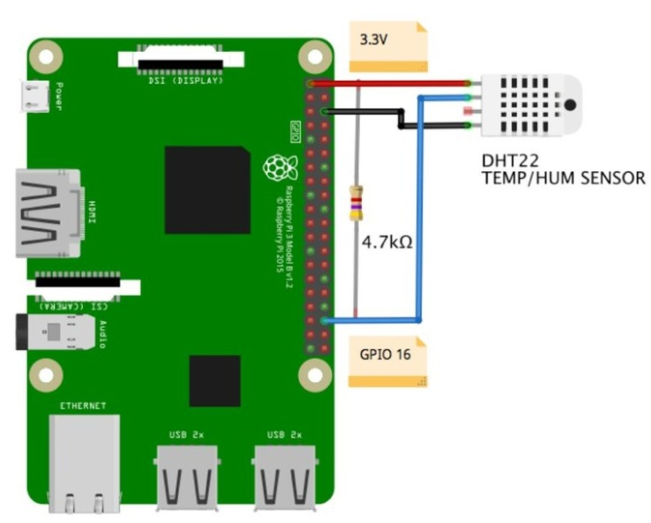 3.3V
DSI (DISPLAY)
Power
GPIO
DHT22
TEMP/HUM SENSOR
Raspberry Pi 3 Model B v1.2
© Raspberry Pi 2015
HDMI
4.7kΩ
CSI (CAMERA)
Audio
GPIO 16
ETHERNET
USB 2x
USB 2x